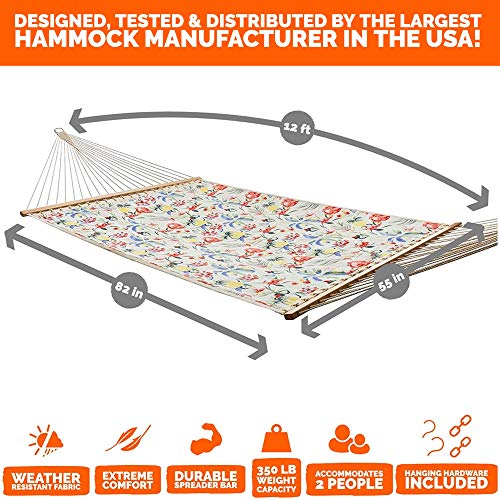 DESIGNED, TESTED & DISTRIBUTED BY THE LARGEST
HAMMOCK MANUFACTURER IN THE USA!
12 ft
82 in
55 in
WEATHER
RESISTANT FABRIC
EXTREME
COMFORT
DURABLE
SPREADER BAR
350 LB
WEIGHT
CAPACITY
ACCOMMODATES
2 PEOPLE
HANGING HARDWARE
INCLUDED